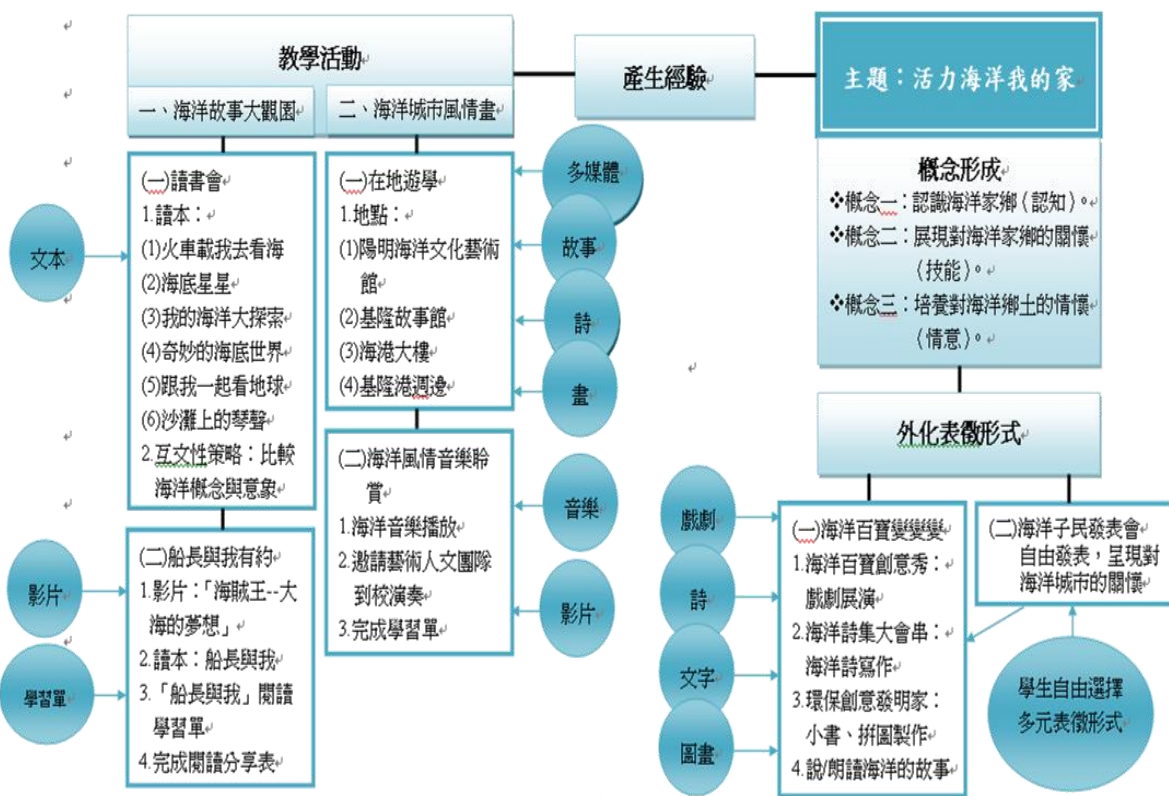 教學活動
一、海洋故事大觀園
二、海洋城市風情畫
產生經驗
主題：活力海洋我的家
文本
(一)讀書會
1.讀本：
(1)火車載我去看海
(2)海底星星
(3)我的海洋大探索
(4)奇妙的海底世界
(5)跟我一起看地球
(6)沙灘上的琴聲
2.互文性策略：比較
海洋概念與意象
影片
學習單
(二)船長與我有約
1.影片：「海賊王--大
海的夢想」
2.讀本：船長與我
3.「船長與我」閱讀
學習單
4.完成閱讀分享表
(一)在地遊學
1.地點：
(1)陽明海洋文化藝術
館
(2)基隆故事館
(3)海港大樓
(4)基隆港週邊
多媒體
故事
詩
畫
(二)海洋風情音樂聆
賞
1.海洋音樂播放
2.邀請藝術人文團隊
到校演奏
3.完成學習單
音樂
影片
概念形成
❖概念一：認識海洋家鄉（認知）。
❖概念二：展現對海洋家鄉的關懷
（技能）。
❖概念三：培養對海洋鄉土的情懷
（情意）。
外化表徵形式
戲劇
詩
文字
圖畫
(一)海洋百寶變變變
1.海洋百寶創意秀：
戲劇展演
2.海洋詩集大會串：
海洋詩寫作
3.環保創意發明家：
小書、拼圖製作
4.說/朗讀海洋的故事
(二)海洋子民發表會
自由發表，呈現對
海洋城市的關懷
學生自由選擇
多元表徵形式